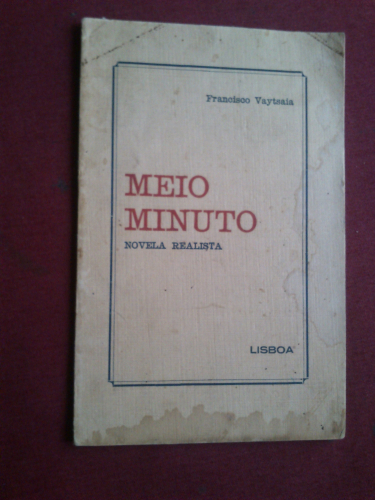 Francisco Vaytsaia
MEIO
MINUTO
NOVELA REALISTA
LISBOA